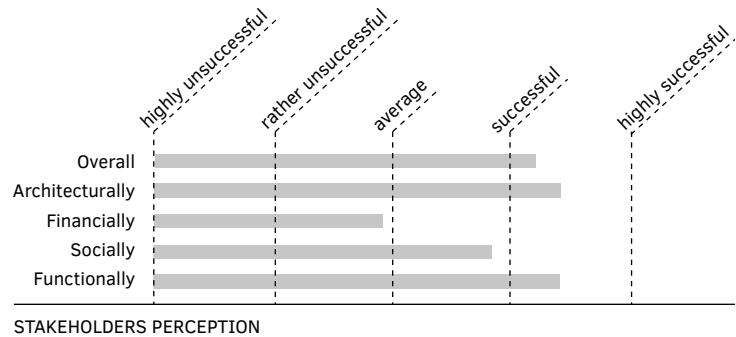 highly unsuccessful
rather unsuccessful
average
successful
highly successful
Overall
Architecturally
Financially
Socially
Functionally
STAKEHOLDERS PERCEPTION